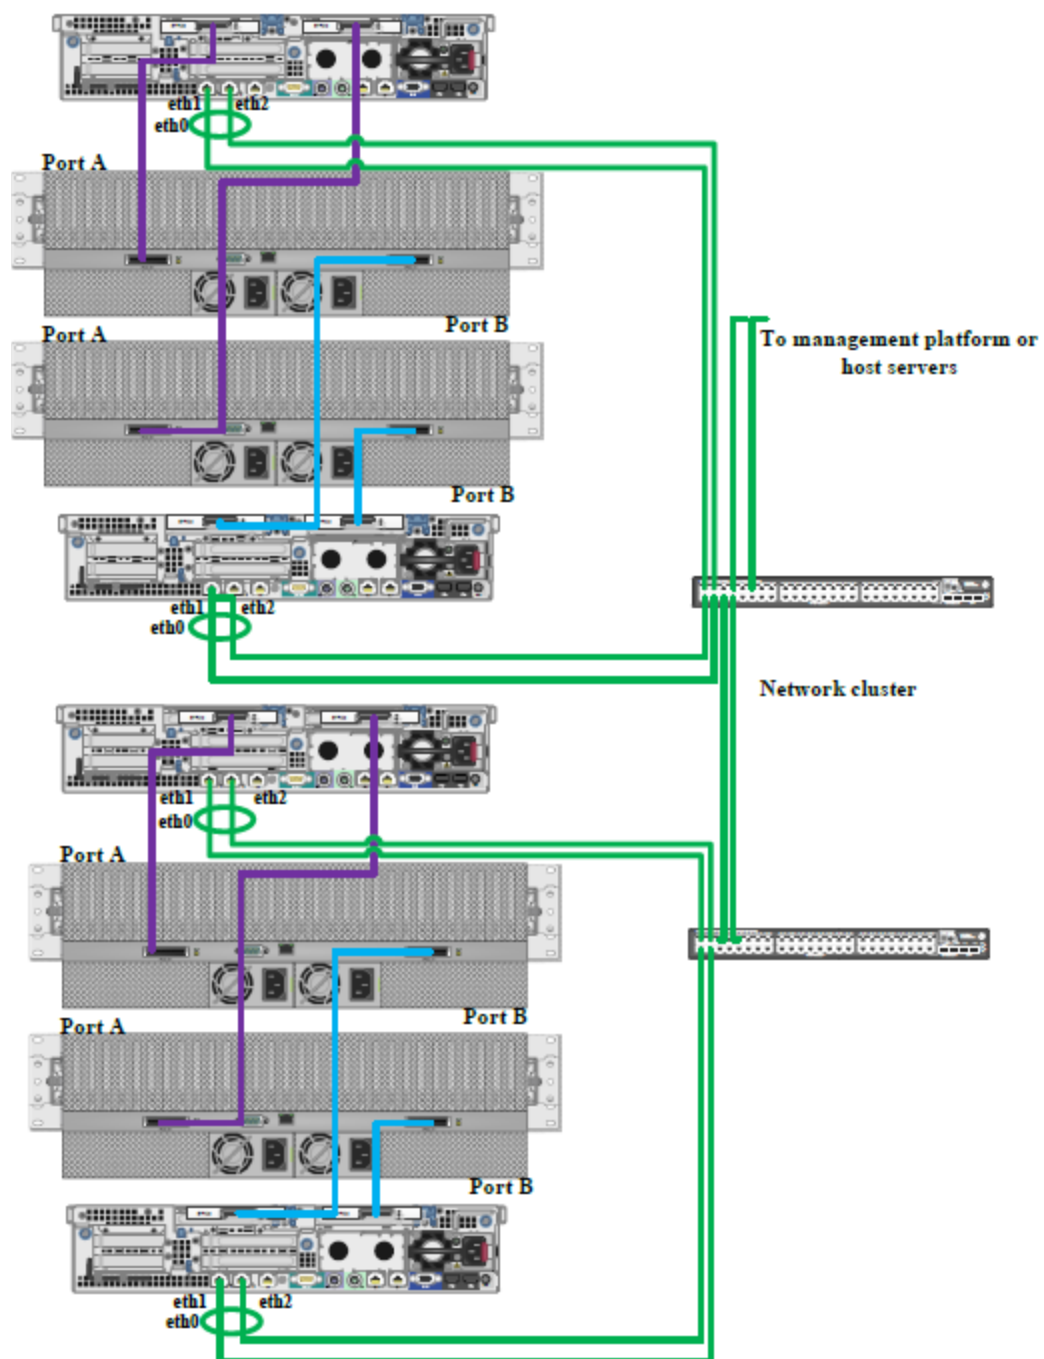 eth1 eth2
eth0
Port A
Port B
Port A
Port B
eth1 eth2
eth0
To management platform or
host servers
Network cluster
eth1 eth2
eth0
Port A
Port B
Port A
Port B
eth1 eth2
eth0